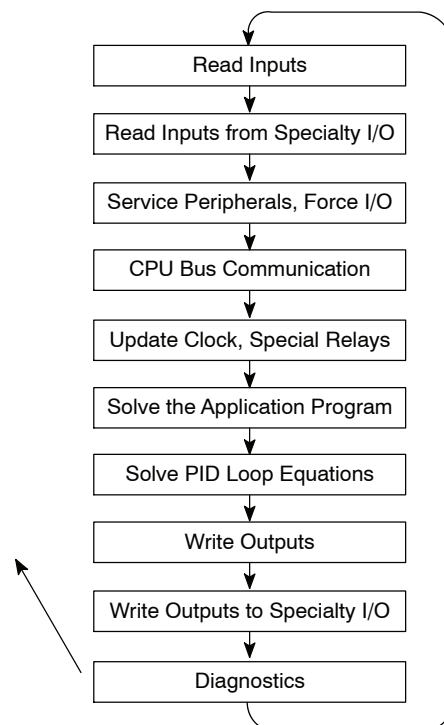 Read Inputs
Read Inputs from Specialty I/O
Service Peripherals, Force I/O
CPU Bus Communication
Update Clock, Special Relays
Solve the Application Program
Solve PID Loop Equations
Write Outputs
Write Outputs to Specialty I/O
Diagnostics